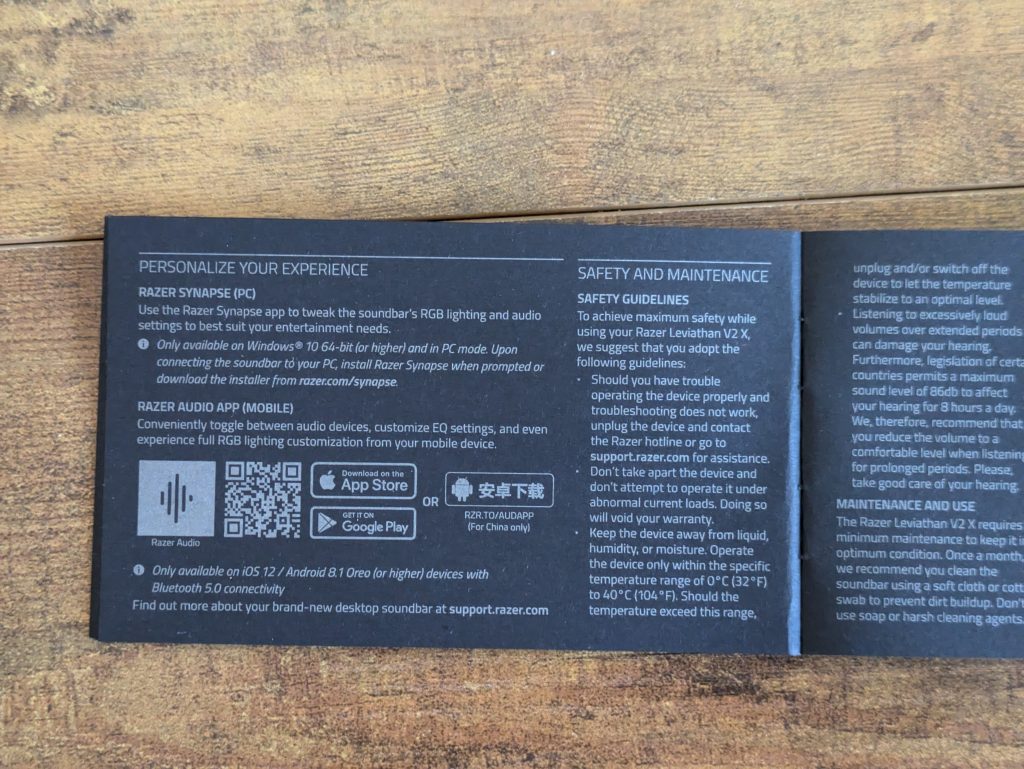 PERSONALIZE YOUR EXPERIENCE
RAZER SYNAPSE (PC)
Use the Razer Synapse app to tweak the soundbar's RGB lighting and audio
settings to best suit your entertainment needs.
Only available on Windows® 10 64-bit (or higher) and in PC mode. Upon
connecting the soundbar to your PC, install Razer Synapse when prompted or
download the installer from razer.com/synapse.
RAZER AUDIO APP (MOBILE)
Conveniently toggle between audio devices, customize EQ settings, and even
experience full RGB lighting customization from your mobile device.
Razer Audio
Download on the
App Store
GET IT ON
Google Play
OR
安卓下载
RZR.TO/AUDAPP
(For China only)
Only available on iOS 12 / Android 8.1 Oreo (or higher) devices with
Bluetooth 5.0 connectivity
Find out more about your brand-new desktop soundbar at support.razer.com
SAFETY AND MAINTENANCE
SAFETY GUIDELINES
To achieve maximum safety while
using your Razer Leviathan V2 X,
we suggest that you adopt the
following guidelines:
· Should you have trouble
operating the device properly and
troubleshooting does not work,
unplug the device and contact
the Razer hotline or go to
support.razer.com for assistance.
· Don't take apart the device and
don't attempt to operate it under
abnormal current loads. Doing so
will void your warranty.
· Keep the device away from liquid,
humidity, or moisture. Operate
the device only within the specific
temperature range of 0°C (32°F)
to 40°C (104°F). Should the
temperature exceed this range,
unplug and/or switch off the
device to let the temperature
stabilize to an optimal level.
· Listening to excessively loud
volumes over extended periods
can damage your hearing.
Furthermore, legislation of certa
countries permits a maximum
sound level of 86db to affect
your hearing for 8 hours a day.
We, therefore, recommend that
you reduce the volume to a
comfortable level when listening
for prolonged periods. Please,
take good care of your hearing.
MAINTENANCE AND USE
The Razer Leviathan V2 X requires
minimum maintenance to keep it in
optimum condition. Once a month,
we recommend you clean the
soundbar using a soft cloth or cott
swab to prevent dirt buildup. Don't
use soap or harsh cleaning agents.